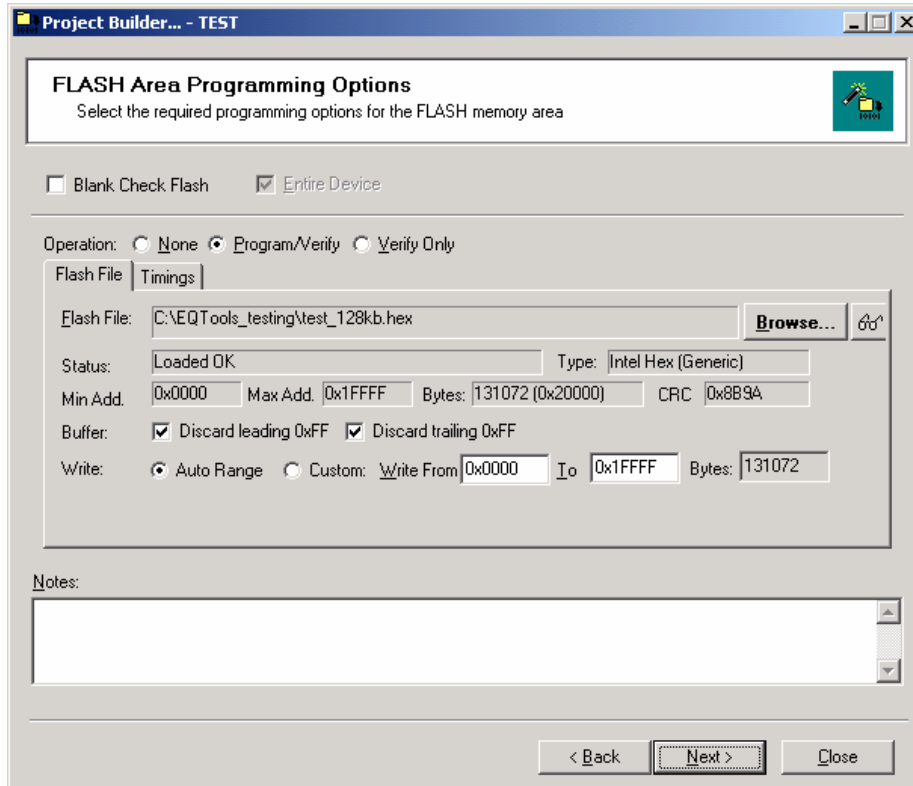 Project Builder... - TEST
FLASH Area Programming Options
Select the required programming options for the FLASH memory area
Blank Check Flash Entire Device
Operation: None Program/Verify Verify Only
Flash File Timings
Flash File: C:\EQTools_testing\test_128kb.hex Browse...
Status: Loaded OK Type: Intel Hex (Generic)
Min Add. 0x0000 Max Add. 0x1FFFF Bytes: 131072 (0x20000) CRC 0x8B9A
Buffer: Discard leading 0xFF Discard trailing 0xFF
Write: Auto Range Custom: Write From 0x0000 To 0x1FFFF Bytes: 131072
Notes:
< Back Next > Close